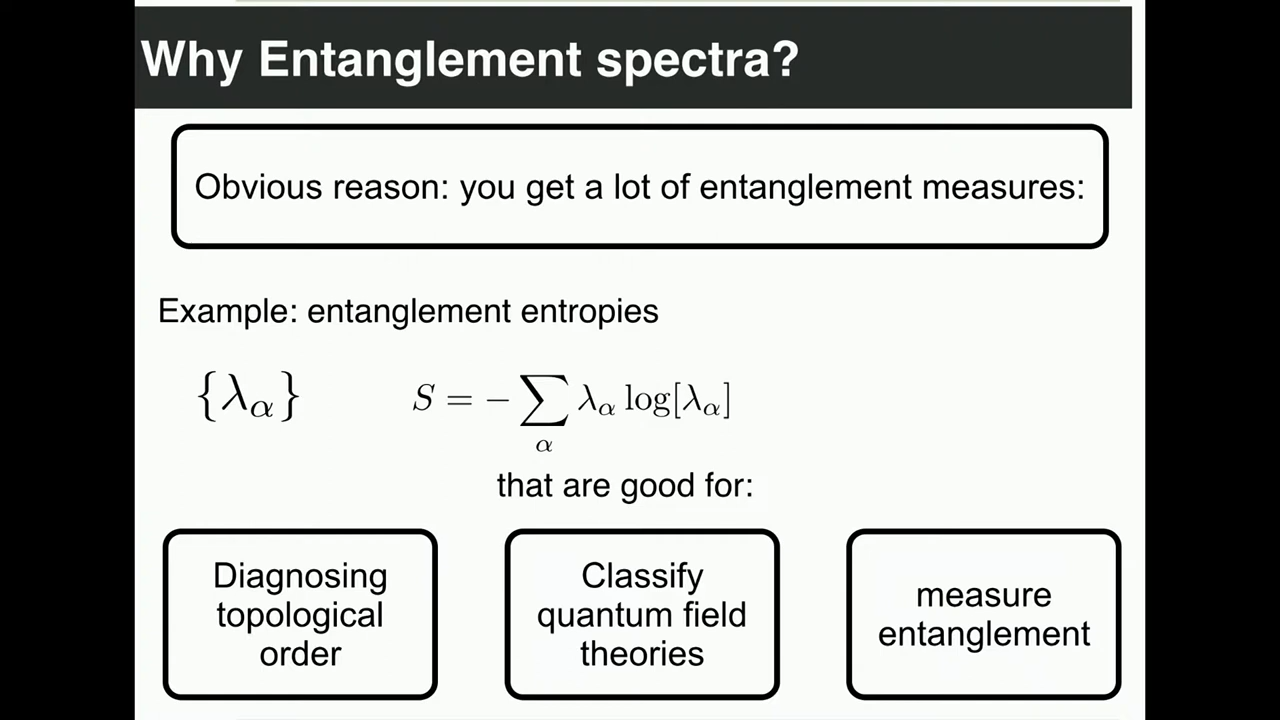 Why Entanglement spectra?
Obvious reason: you get a lot of entanglement measures:
Example: entanglement entropies
{λ_α} S = − ∑_α λ_α log[λ_α]
that are good for:
Diagnosing
topological
order
Classify
quantum field
theories
measure
entanglement